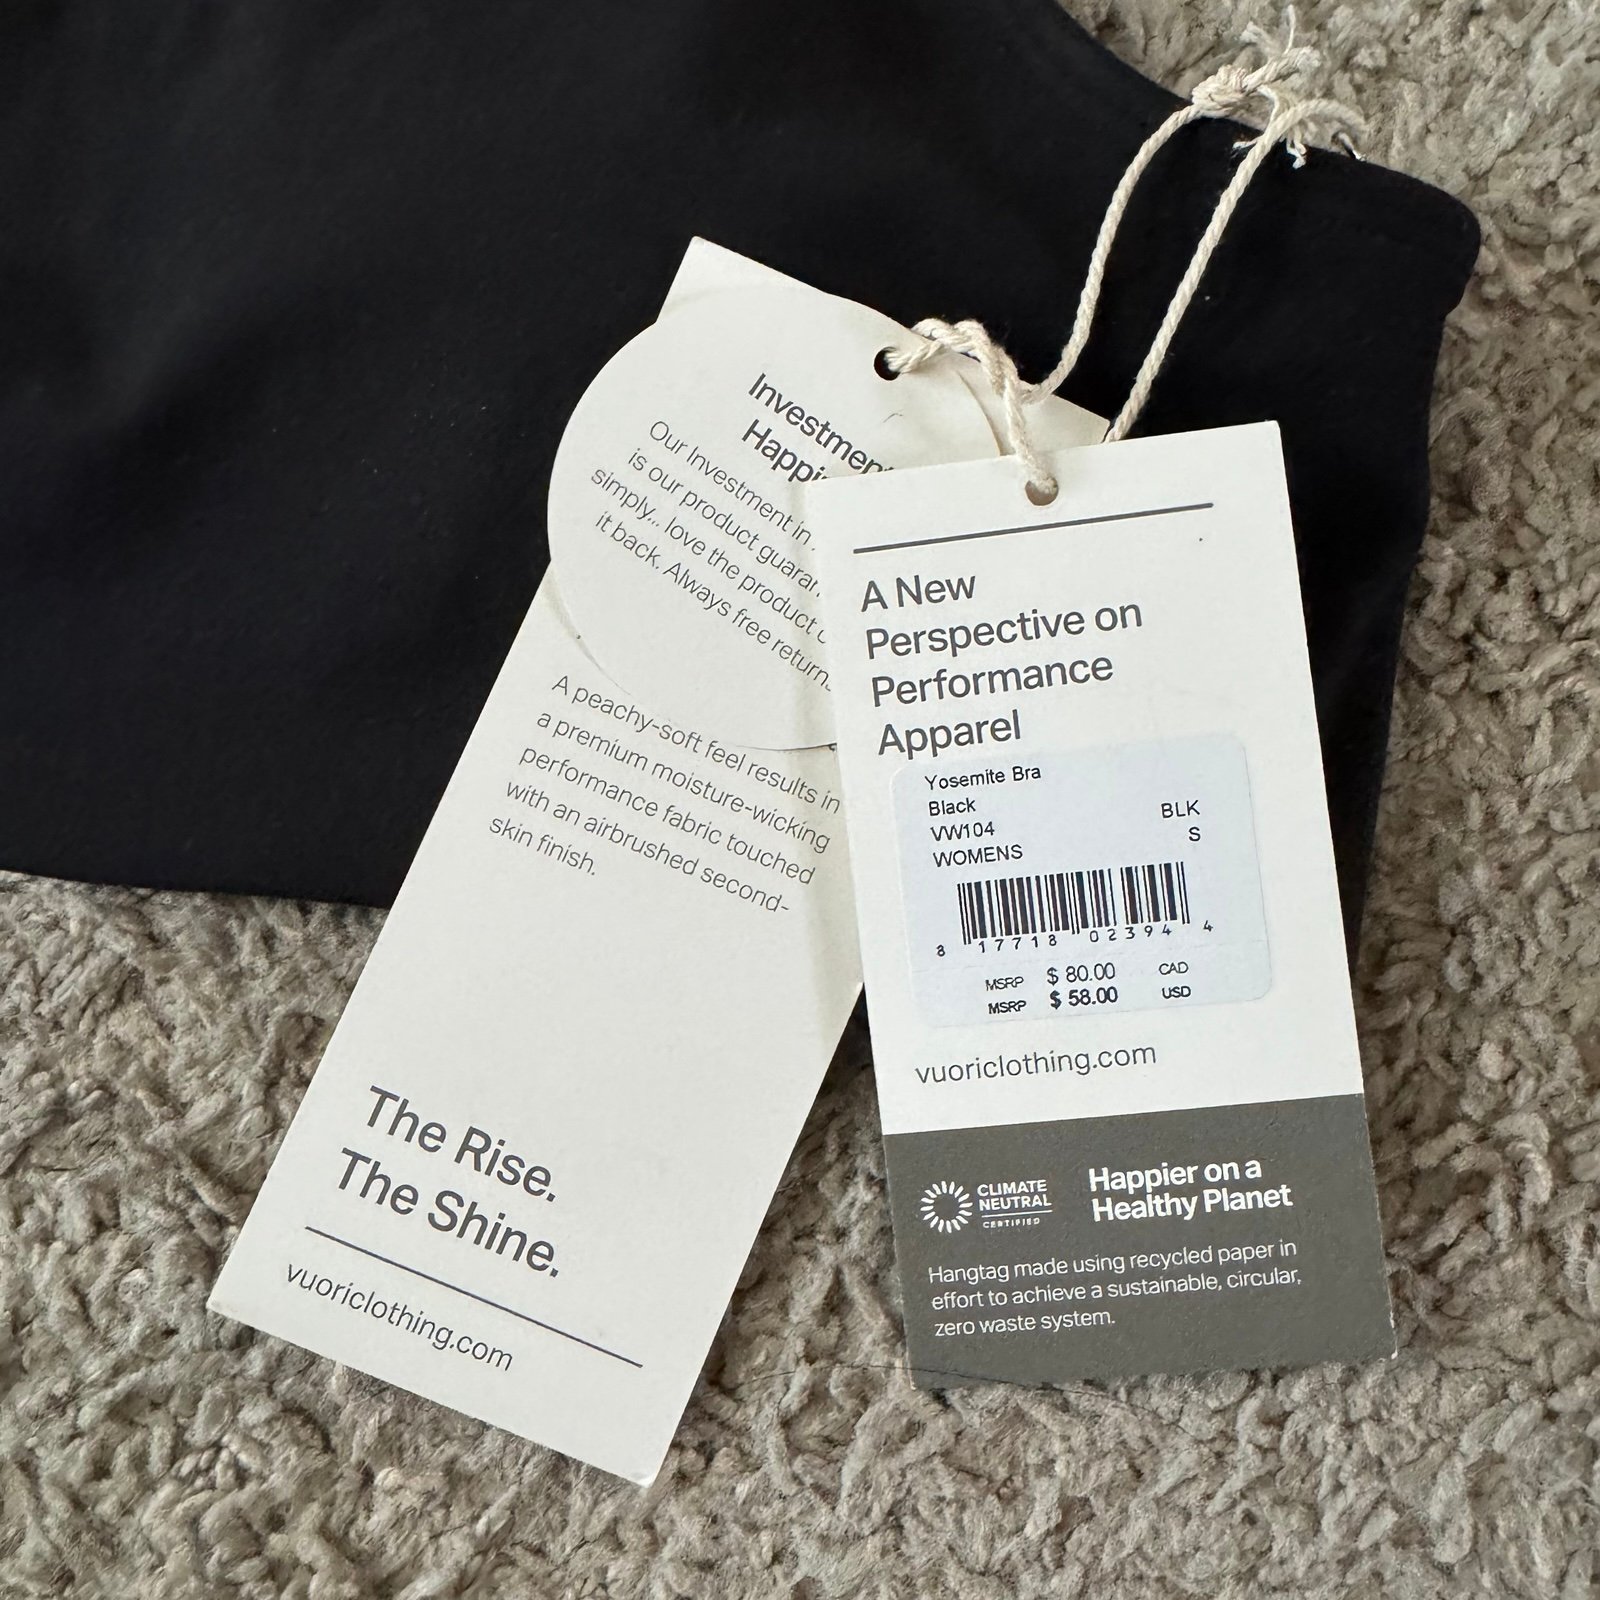 Investment
Happi
Our Investment in
is our product guaran
simply... love the product o
it back. Always free return
A peachy-soft feel results in
a premium moisture-wicking
performance fabric touched
with an airbrushed second-
skin finish.
The Rise.
The Shine.
vuoriclothing.com
A New
Perspective on
Performance
Apparel
Yosemite Bra
Black BLK
VW104 S
WOMENS
8 17718 02394 4
MSRP $ 80.00 CAD
MSRP $ 58.00 USD
vuoriclothing.com
CLIMATE
NEUTRAL
CERTIFIED
Happier on a
Healthy Planet
Hangtag made using recycled paper in
effort to achieve a sustainable, circular,
zero waste system.